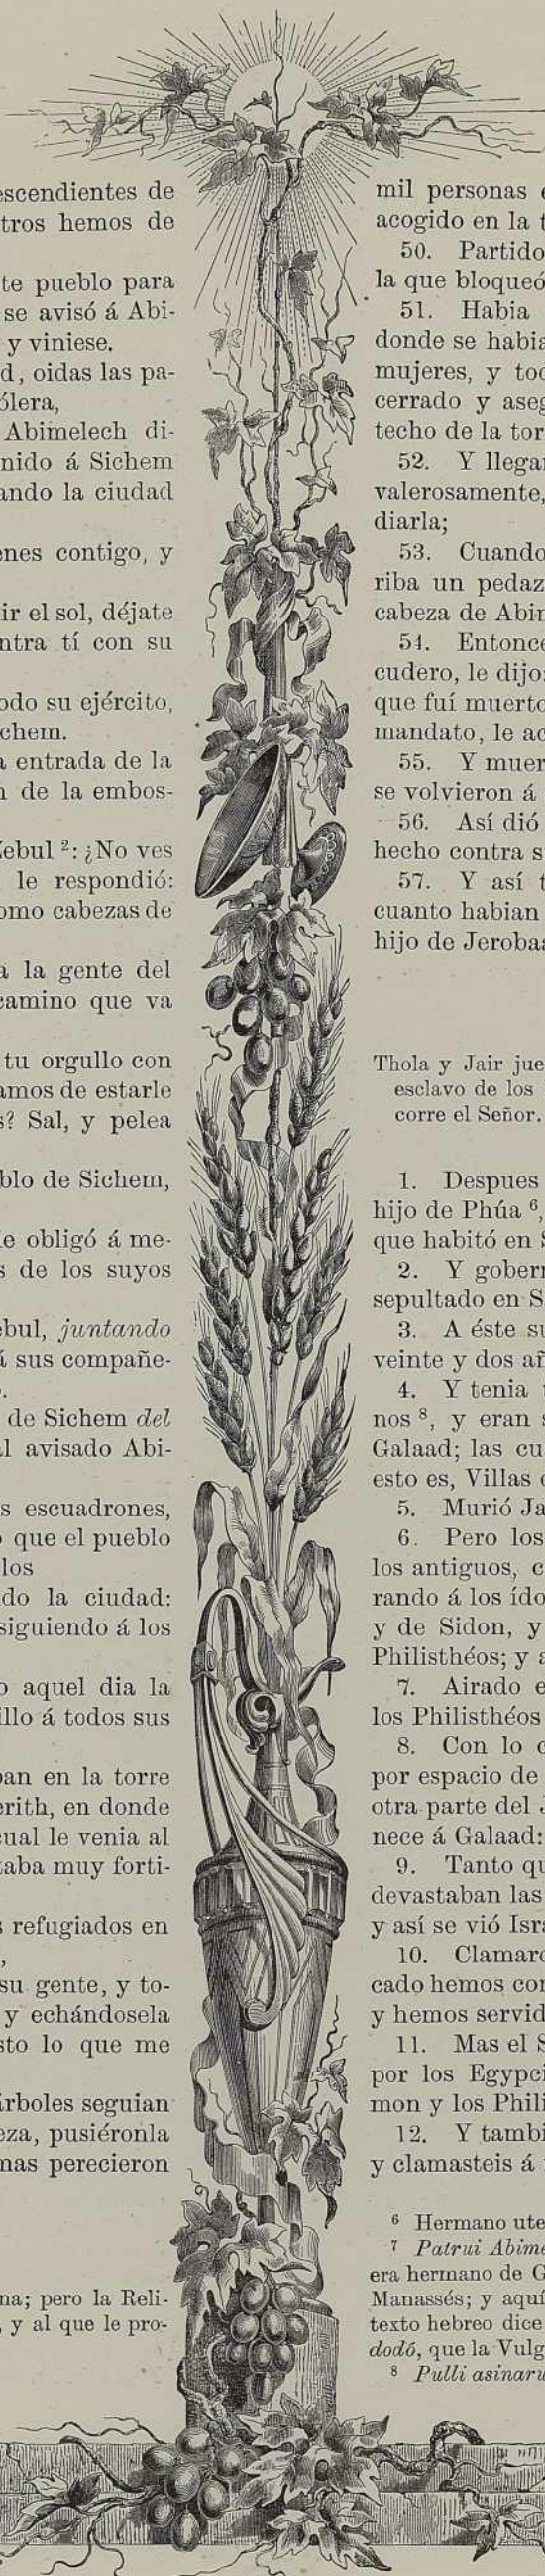 escendientes de
tros hemos de
te pueblo para
se avisó á Abi-
y viniese.
d, oidas las pa-
ólera,
Abimelech di-
nido á Sichem
ando la ciudad
enes contigo, y
ir el sol, déjate
ntra tí con su
odo su ejército,
chem.
a entrada de la
n de la embos-
Zebul ²: ¿No ves
le respondió:
omo cabezas de
a la gente del
camino que va
tu orgullo con
amos de estarle
s? Sal, y pelea
blo de Sichem,
le obligó á me-
s de los suyos
ebul, juntando
á sus compañe-
.
de Sichem del
al avisado Abi-
s escuadrones,
o que el pueblo
los
do la ciudad:
siguiendo á los
o aquel dia la
illo á todos sus
ban en la torre
erith, en donde
cual le venia al
taba muy forti-
s refugiados en
,
su gente, y to-
y echándosela
sto lo que me
árboles seguian
eza, pusiéronla
nas perecieron
na; pero la Reli-
, y al que le pro-
mil personas
acogido en la t
50. Partido
la que bloqueó
51. Habia
donde se habia
mujeres, y tod
cerrado y aseg
techo de la tor
52. Y llegan
valerosamente,
diarla;
53. Cuando
riba un pedaz
cabeza de Abin
54. Entonce
cudero, le dijo:
que fuí muerto
mandato, le ac
55. Y muer
se volvieron á
56. Así dió
hecho contra s
57. Y así t
cuanto habian
hijo de Jerobaa
Thola y Jair jue
esclavo de los
corre el Señor.
1. Despues
hijo de Phúa ⁶,
que habitó en S
2. Y gobern
sepultado en S
3. A éste su
veinte y dos añ
4. Y tenia
nos ⁸, y eran s
Galaad; las cu
esto es, Villas
5. Murió Ja
6. Pero los
los antiguos, c
rando á los ído
y de Sidon, y
Philisthéos; y a
7. Airado e
los Philisthéos
8. Con lo c
por espacio de
otra parte del J
nece á Galaad:
9. Tanto qu
devastaban las
y así se vió Isra
10. Clamaro
cado hemos con
y hemos servid
11. Mas el S
por los Egypci
mon y los Phili
12. Y tambi
y clamasteis á
⁶ Hermano ute
⁷ Patrui Abime
era hermano de G
Manassés; y aquí
texto hebreo dice
dodó, que la Vulg
⁸ Pulli asinaru